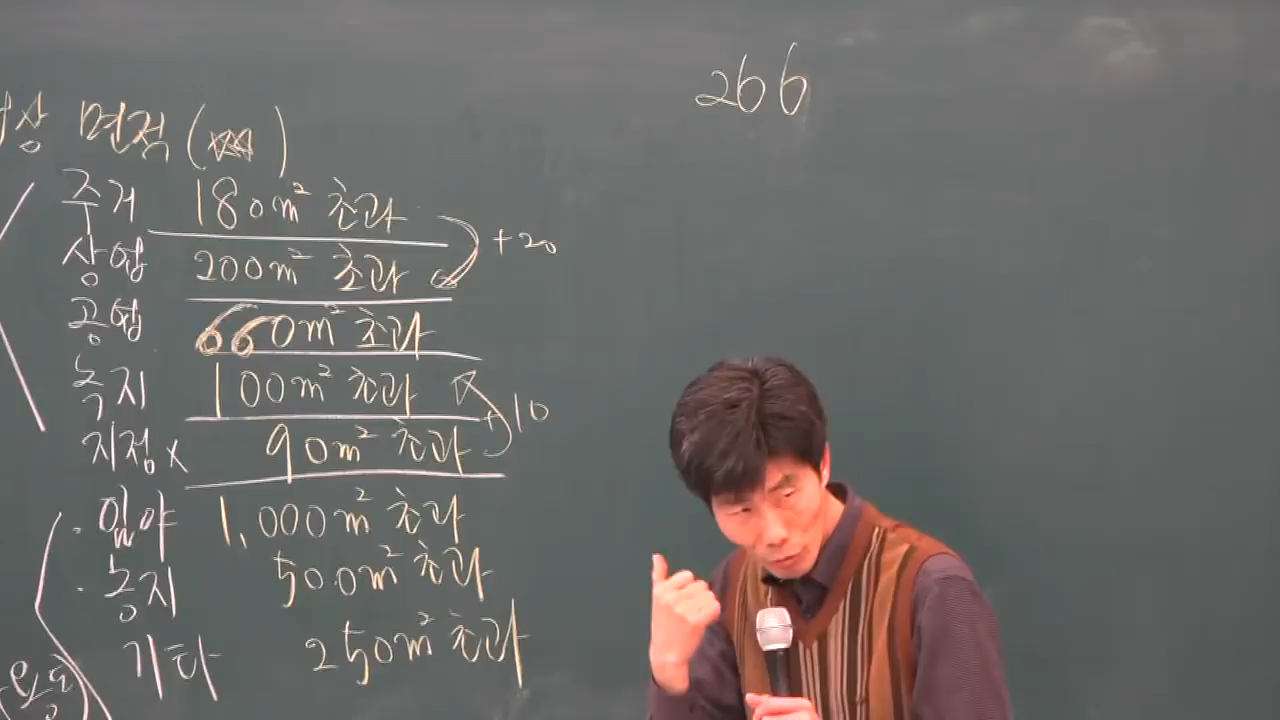 266
상 면적 (※※)
주거 180m² 초과
+20
상업 200m² 초과
공업 660m² 초과
녹지 100m² 초과
+10
지정× 90m² 초과
· 임야 1,000m² 초과
· 농지 500m² 초과
기타 250m² 초과